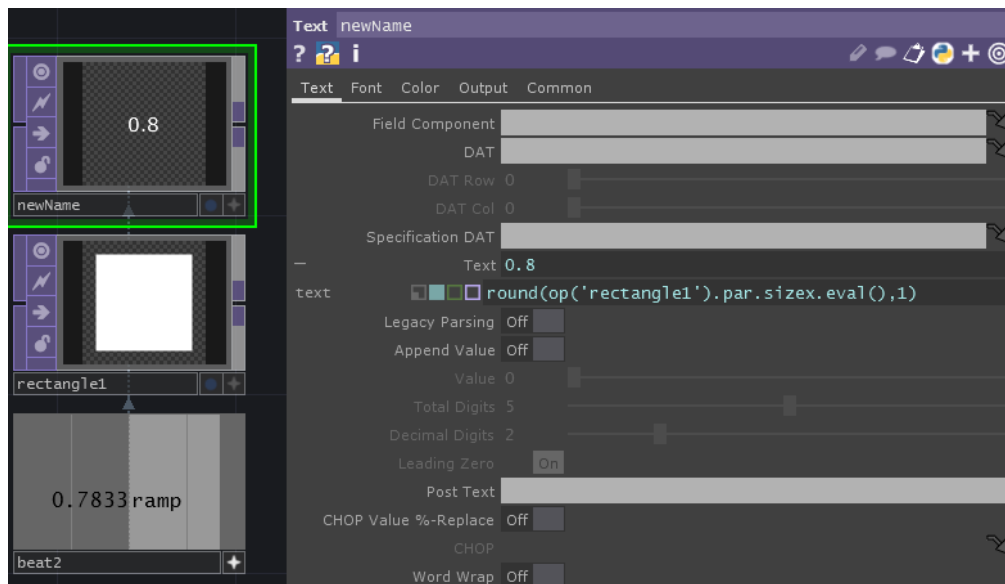 0.8
newName
rectangle1
0.7833 ramp
beat2
Text newName
? ? i
Text Font Color Output Common
Field Component
DAT
DAT Row 0
DAT Col 0
Specification DAT
Text 0.8
text round(op('rectangle1').par.sizex.eval(),1)
Legacy Parsing Off
Append Value Off
Value 0
Total Digits 5
Decimal Digits 2
Leading Zero On
Post Text
CHOP Value %-Replace Off
CHOP
Word Wrap Off